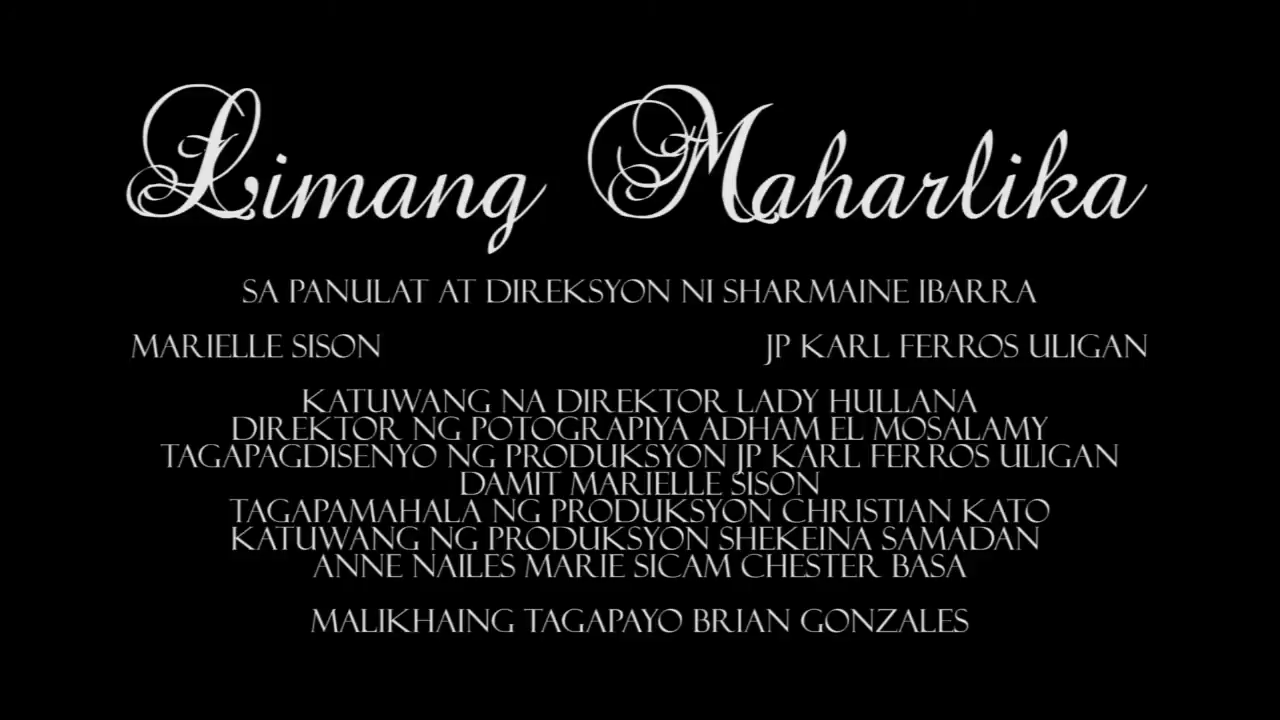 Limang Maharlika
SA PANULAT AT DIREKSYON NI SHARMAINE IBARRA
MARIELLE SISON JP KARL FERROS ULIGAN
KATUWANG NA DIREKTOR LADY HULLANA
DIREKTOR NG POTOGRAPIYA ADHAM EL MOSALAMY
TAGAPAGDISENYO NG PRODUKSYON JP KARL FERROS ULIGAN
DAMIT MARIELLE SISON
TAGAPAMAHALA NG PRODUKSYON CHRISTIAN KATO
KATUWANG NG PRODUKSYON SHEKEINA SAMADAN
ANNE NAILES MARIE SICAM CHESTER BASA
MALIKHAING TAGAPAYO BRIAN GONZALES